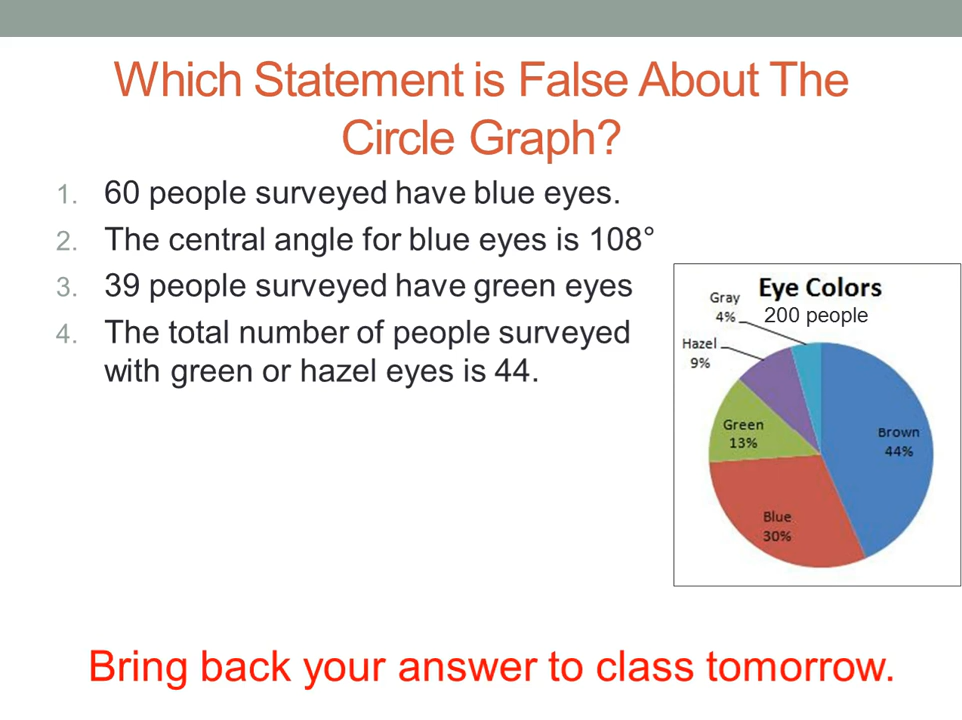 Which Statement is False About The
Circle Graph?
1. 60 people surveyed have blue eyes.
2. The central angle for blue eyes is 108°
3. 39 people surveyed have green eyes
4. The total number of people surveyed
with green or hazel eyes is 44.
Eye Colors
200 people
Gray
4%
Hazel
9%
Green
13%
Brown
44%
Blue
30%
Bring back your answer to class tomorrow.